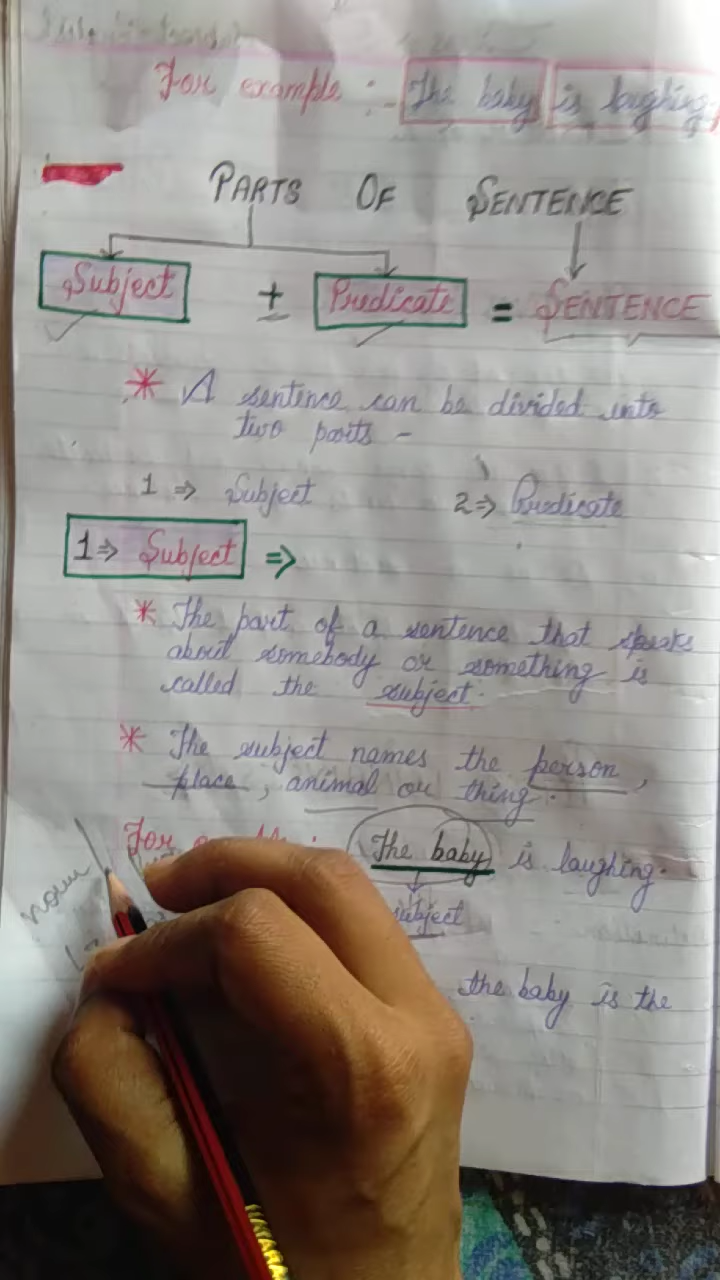 For example :- The baby is laughing
PARTS OF SENTENCE
Subject + Predicate = SENTENCE
* A sentence can be divided into
two parts -
1 ⇒ Subject 2 ⇒ Predicate
1 ⇒ Subject ⇒
* The part of a sentence that speaks
about somebody or something is
called the subject.
* The subject names the person,
place, animal or thing.
For : The baby is laughing.
noun
subject
the baby is the